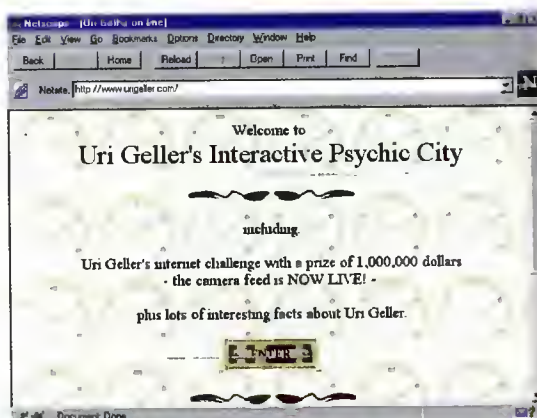 Netscape - [Uri Geller on line]
File Edit View Go Bookmarks Options Directory Window Help
Back Home Reload Open Print Find
Netsite: http://www.urigeller.com/
Welcome to
Uri Geller's Interactive Psychic City
including
Uri Geller's internet challenge with a prize of 1,000,000 dollars
- the camera feed is NOW LIVE! -
plus lots of interesting facts about Uri Geller.
ENTER
Document: Done